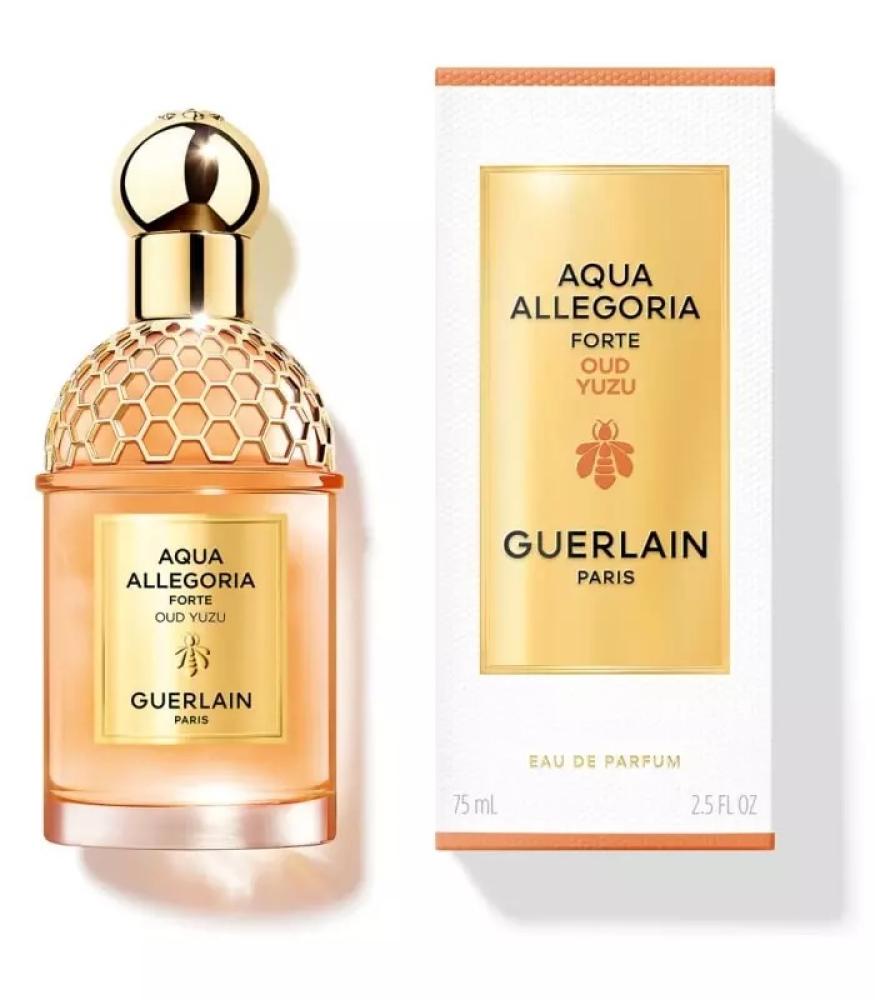 AQUA
ALLEGORIA
FORTE
OUD YUZU
GUERLAIN
PARIS
AQUA
ALLEGORIA
FORTE
OUD
YUZU
GUERLAIN
PARIS
EAU DE PARFUM
75 mL 2.5 FL OZ